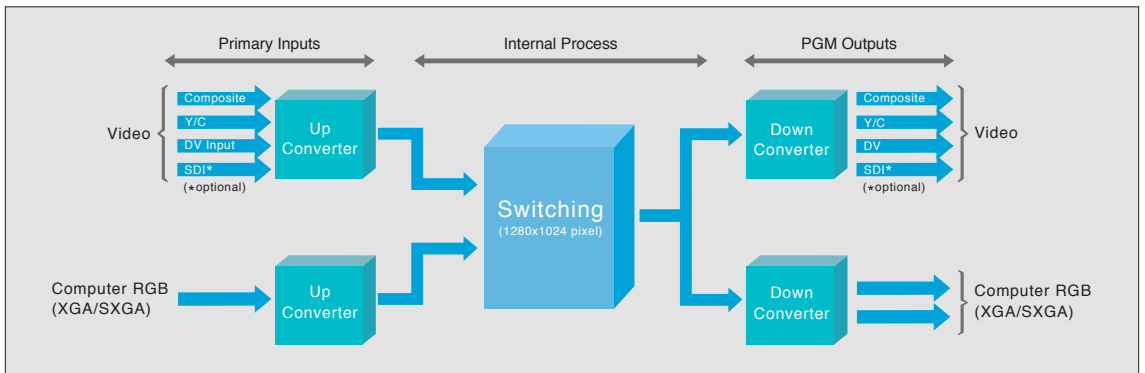 Primary Inputs
Internal Process
PGM Outputs
Video
Composite
Y/C
DV Input
SDI*
(*optional)
Up
Converter
Computer RGB
(XGA/SXGA)
Up
Converter
Switching
(1280x1024 pixel)
Down
Converter
Composite
Y/C
DV
SDI*
(*optional)
Video
Down
Converter
Computer RGB
(XGA/SXGA)